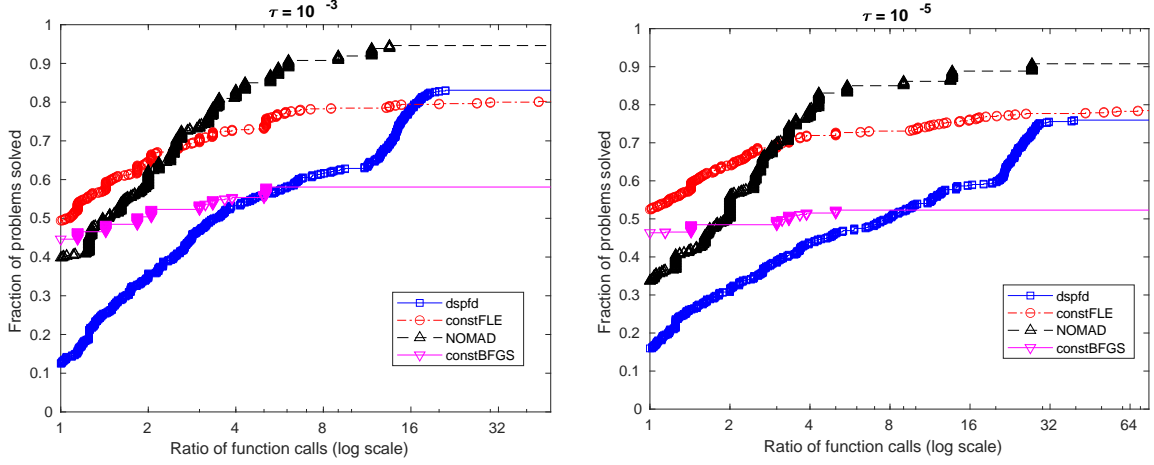 τ = 10 -3
Fraction of problems solved
1
0.9
0.8
0.7
0.6
0.5
0.4
0.3
0.2
0.1
0
dspfd
constFLE
NOMAD
constBFGS
1 2 4 8 16 32
Ratio of function calls (log scale)
τ = 10 -5
Fraction of problems solved
1
0.9
0.8
0.7
0.6
0.5
0.4
0.3
0.2
0.1
0
dspfd
constFLE
NOMAD
constBFGS
1 2 4 8 16 32 64
Ratio of function calls (log scale)